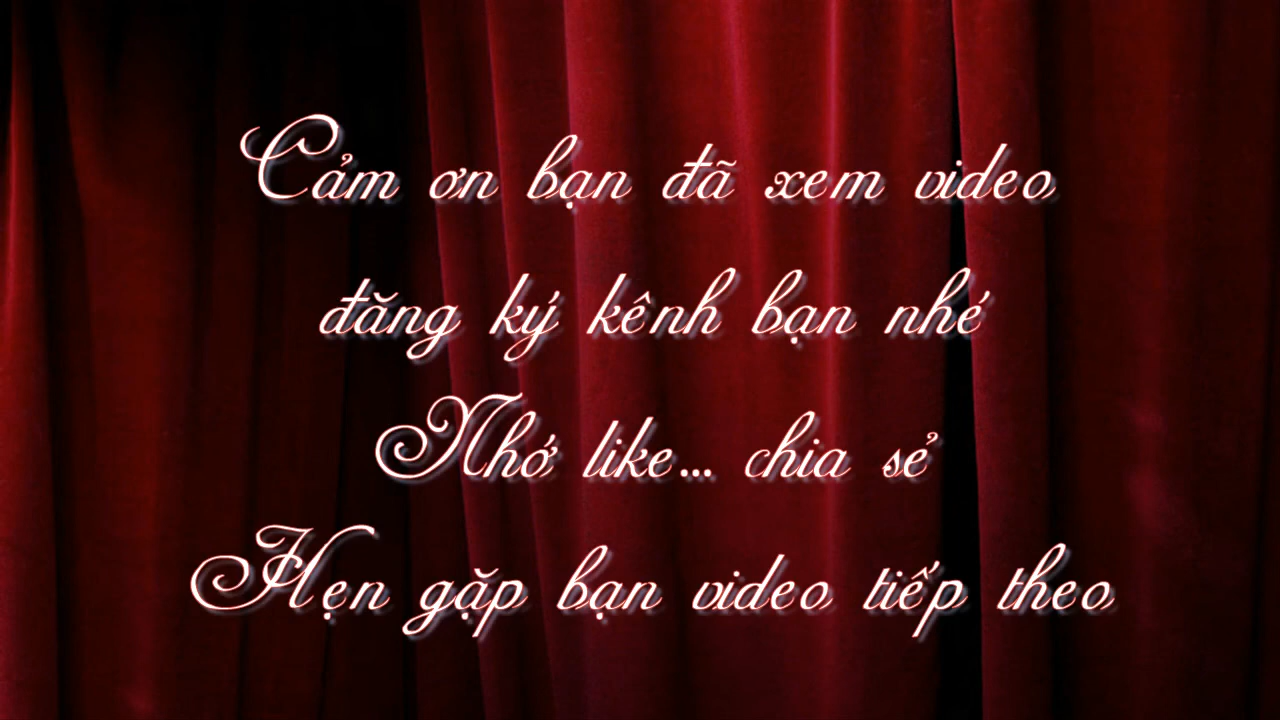 Cảm ơn bạn đã xem video
đăng ký kênh bạn nhé
Nhớ like... chia sẻ
Hẹn gặp bạn video tiếp theo